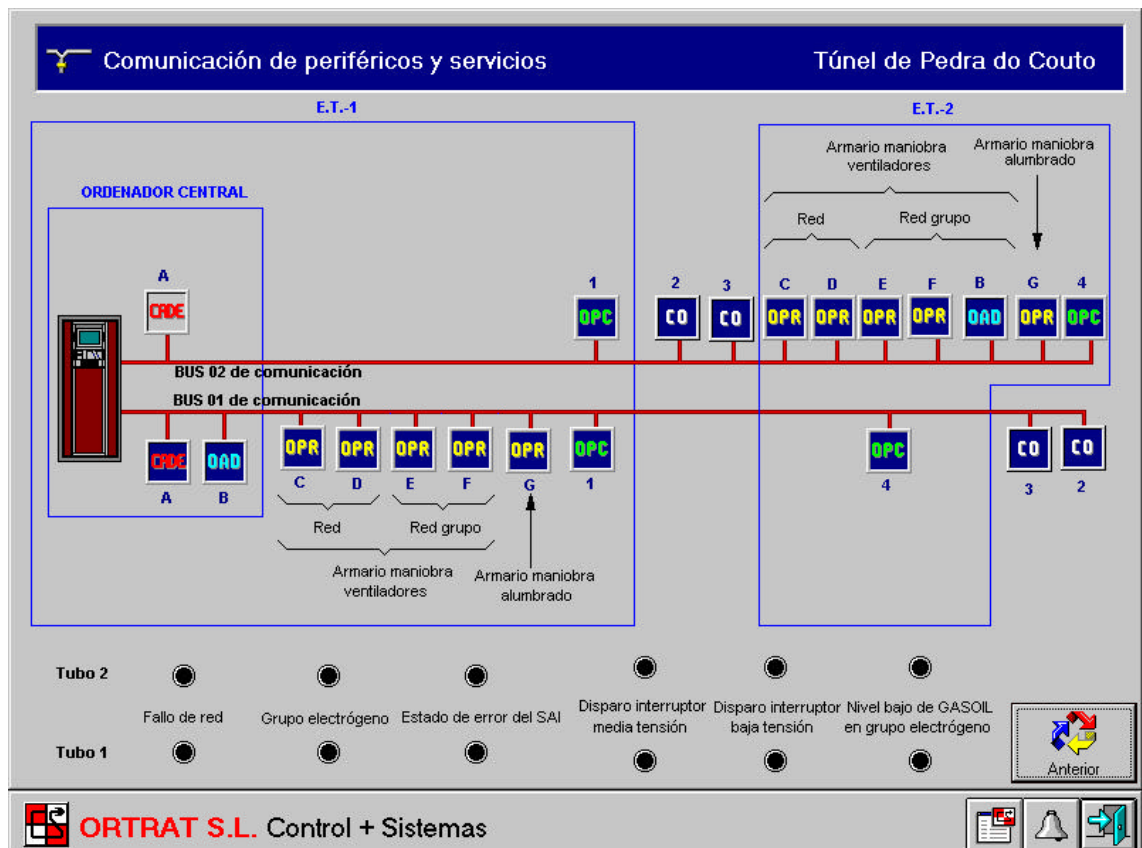 Comunicación de periféricos y servicios
Túnel de Pedra do Couto
E.T.-1
E.T.-2
Armario maniobra
ventiladores
Armario maniobra
alumbrado
ORDENADOR CENTRAL
Red
Red grupo
A
1
2
3
C
D
E
F
B
G
4
CADE
OPC
CO
CO
OPR
OPR
OPR
OPR
OAD
OPR
OPC
BUS 02 de comunicación
BUS 01 de comunicación
CADE
OAD
OPR
OPR
OPR
OPR
OPR
OPC
OPC
CO
CO
A
B
C
D
E
F
G
1
4
3
2
Red
Red grupo
Armario maniobra
ventiladores
Armario maniobra
alumbrado
Tubo 2
Fallo de red
Grupo electrógeno
Estado de error del SAI
Disparo interruptor
media tensión
Disparo interruptor
baja tensión
Nivel bajo de GASOIL
en grupo electrógeno
Tubo 1
Anterior
ORTRAT S.L. Control + Sistemas